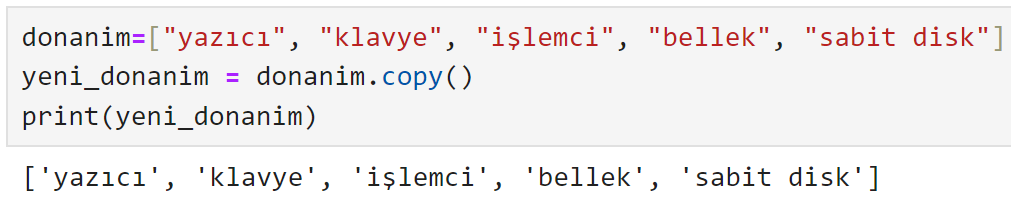 donanim=["yazıcı", "klavye", "işlemci", "bellek", "sabit disk"]
yeni_donanim = donanim.copy()
print(yeni_donanim)
['yazıcı', 'klavye', 'işlemci', 'bellek', 'sabit disk']